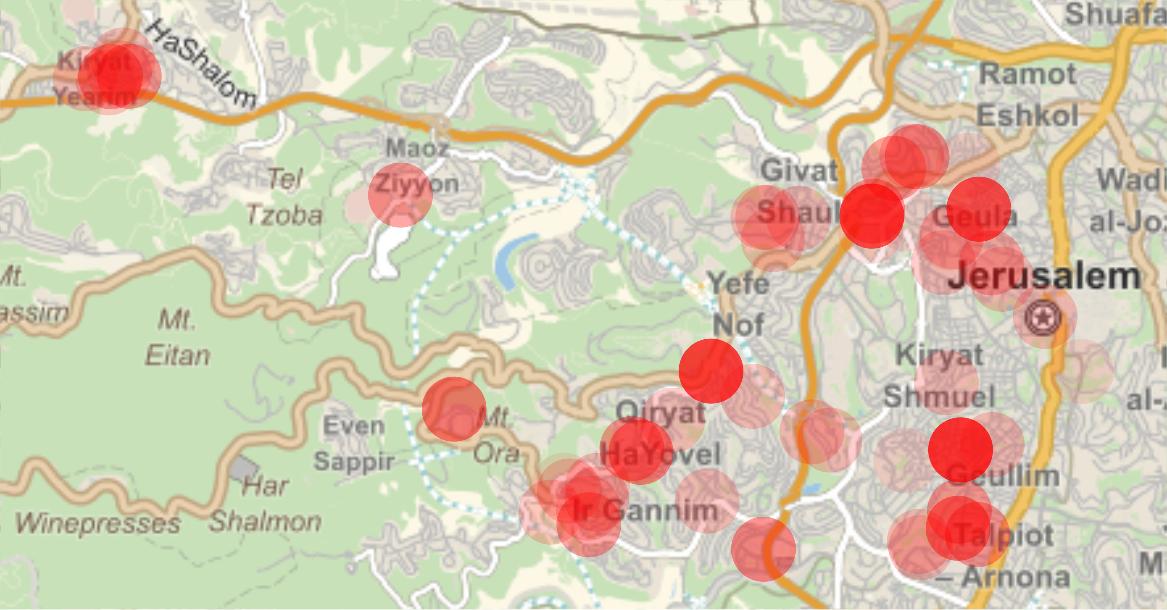 Shuafa
HaShalom
Kiryat
Yearim
Ramot
Eshkol
Maoz
Ziyyon
Tel
Tzoba
Givat
Shaul
Geula
Wadi
al-Joz
Jerusalem
Mt.
assim
Yefe
Nof
Mt.
Eitan
Kiryat
Shmuel
al-
Qiryat
HaYovel
Mt.
Ora
Even
Sappir
Geullim
Har
Shalmon
Winepresses
Ir Gannim
Talpiot
– Arnona
M